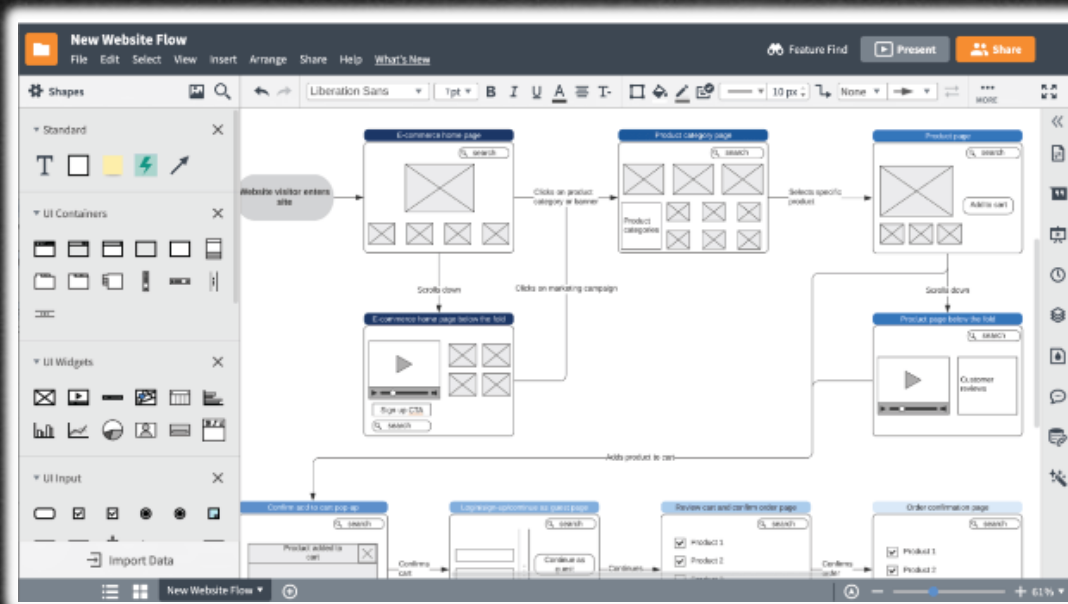 New Website Flow
File Edit Select View Insert Arrange Share Help What's New
Feature Find
Present
Share
Shapes
Liberation Sans
1pt
B I U A T-
10 px
None
MORE
Standard
T
UI Containers
UI Widgets
UI Input
Import Data
Website visitor enters
site
E-commerce home page
search
Clicks on product
category or banner
Product category page
search
Product
categories
Selects specific
product
Product page
search
Add to cart
Scrolls down
Clicks on marketing campaign
Scrolls down
E-commerce home page below the fold
Sign up CTA
search
Product page below the fold
search
Customer
reviews
Adds product to cart
Confirm add to cart pop-up
search
Product added to
cart
Confirms
cart
Login/sign-up/continue as guest page
search
Continue as
guest
Continues
Review cart and confirm order page
search
Product 1
Product 2
Confirms
order
Order confirmation page
search
Product 1
Product 2
New Website Flow
61%